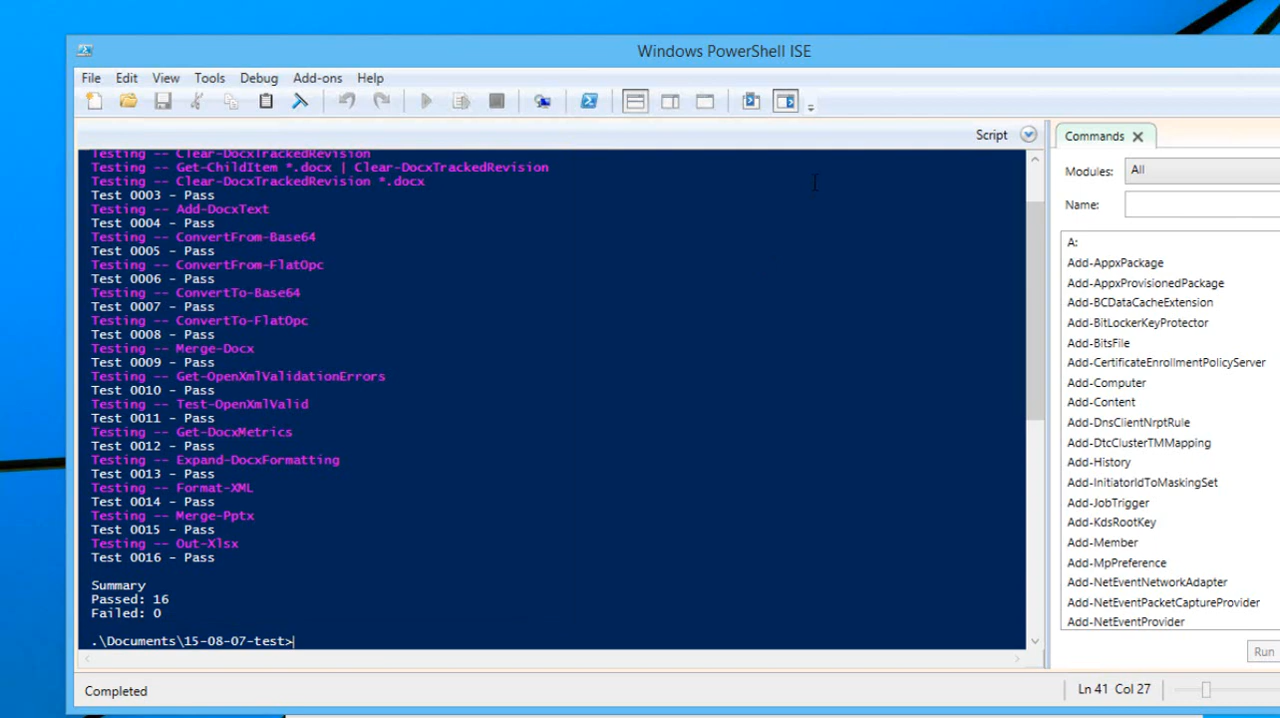 Windows PowerShell ISE
File Edit View Tools Debug Add-ons Help
Script
Testing -- Clear-DocxTrackedRevision
Testing -- Get-ChildItem *.docx | Clear-DocxTrackedRevision
Testing -- Clear-DocxTrackedRevision *.docx
Test 0003 - Pass
Testing -- Add-DocxText
Test 0004 - Pass
Testing -- ConvertFrom-Base64
Test 0005 - Pass
Testing -- ConvertFrom-FlatOpc
Test 0006 - Pass
Testing -- ConvertTo-Base64
Test 0007 - Pass
Testing -- ConvertTo-FlatOpc
Test 0008 - Pass
Testing -- Merge-Docx
Test 0009 - Pass
Testing -- Get-OpenXmlValidationErrors
Test 0010 - Pass
Testing -- Test-OpenXmlValid
Test 0011 - Pass
Testing -- Get-DocxMetrics
Test 0012 - Pass
Testing -- Expand-DocxFormatting
Test 0013 - Pass
Testing -- Format-XML
Test 0014 - Pass
Testing -- Merge-Pptx
Test 0015 - Pass
Testing -- Out-Xlsx
Test 0016 - Pass
Summary
Passed: 16
Failed: 0
.\Documents\15-08-07-test>
Commands
Modules: All
Name:
A:
Add-AppxPackage
Add-AppxProvisionedPackage
Add-BCDataCacheExtension
Add-BitLockerKeyProtector
Add-BitsFile
Add-CertificateEnrollmentPolicyServer
Add-Computer
Add-Content
Add-DnsClientNrptRule
Add-DtcClusterTMMapping
Add-History
Add-InitiatorIdToMaskingSet
Add-JobTrigger
Add-KdsRootKey
Add-Member
Add-MpPreference
Add-NetEventNetworkAdapter
Add-NetEventPacketCaptureProvider
Add-NetEventProvider
Run
Completed
Ln 41 Col 27